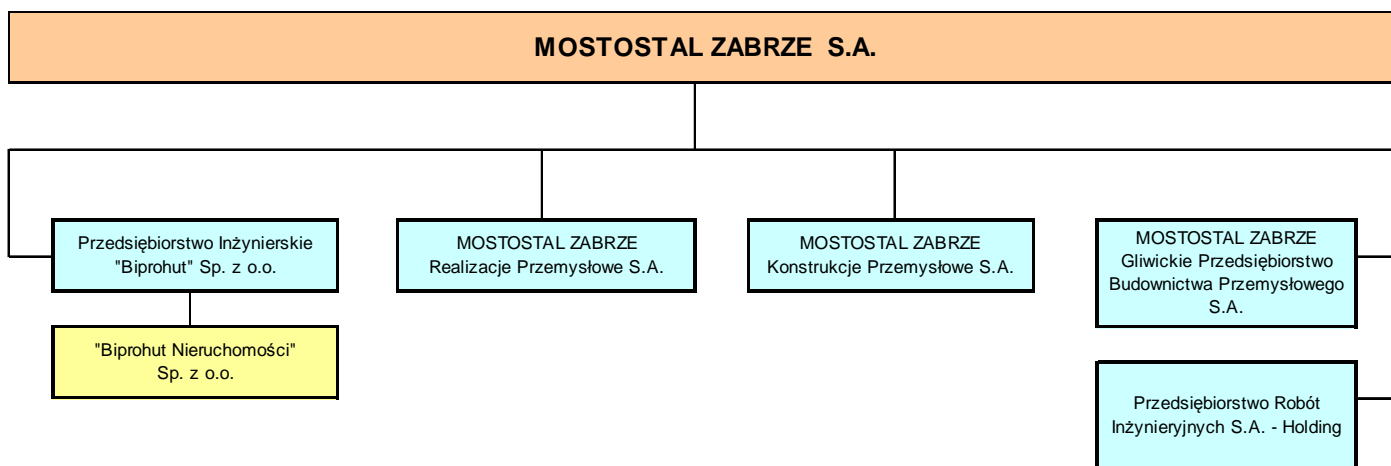 MOSTOSTAL ZABRZE S.A.
Przedsiębiorstwo Inżynierskie
"Biprohut" Sp. z o.o.
MOSTOSTAL ZABRZE
Realizacje Przemysłowe S.A.
MOSTOSTAL ZABRZE
Konstrukcje Przemysłowe S.A.
MOSTOSTAL ZABRZE
Gliwickie Przedsiębiorstwo
Budownictwa Przemysłowego
S.A.
"Biprohut Nieruchomości"
Sp. z o.o.
Przedsiębiorstwo Robót
Inżynieryjnych S.A. - Holding